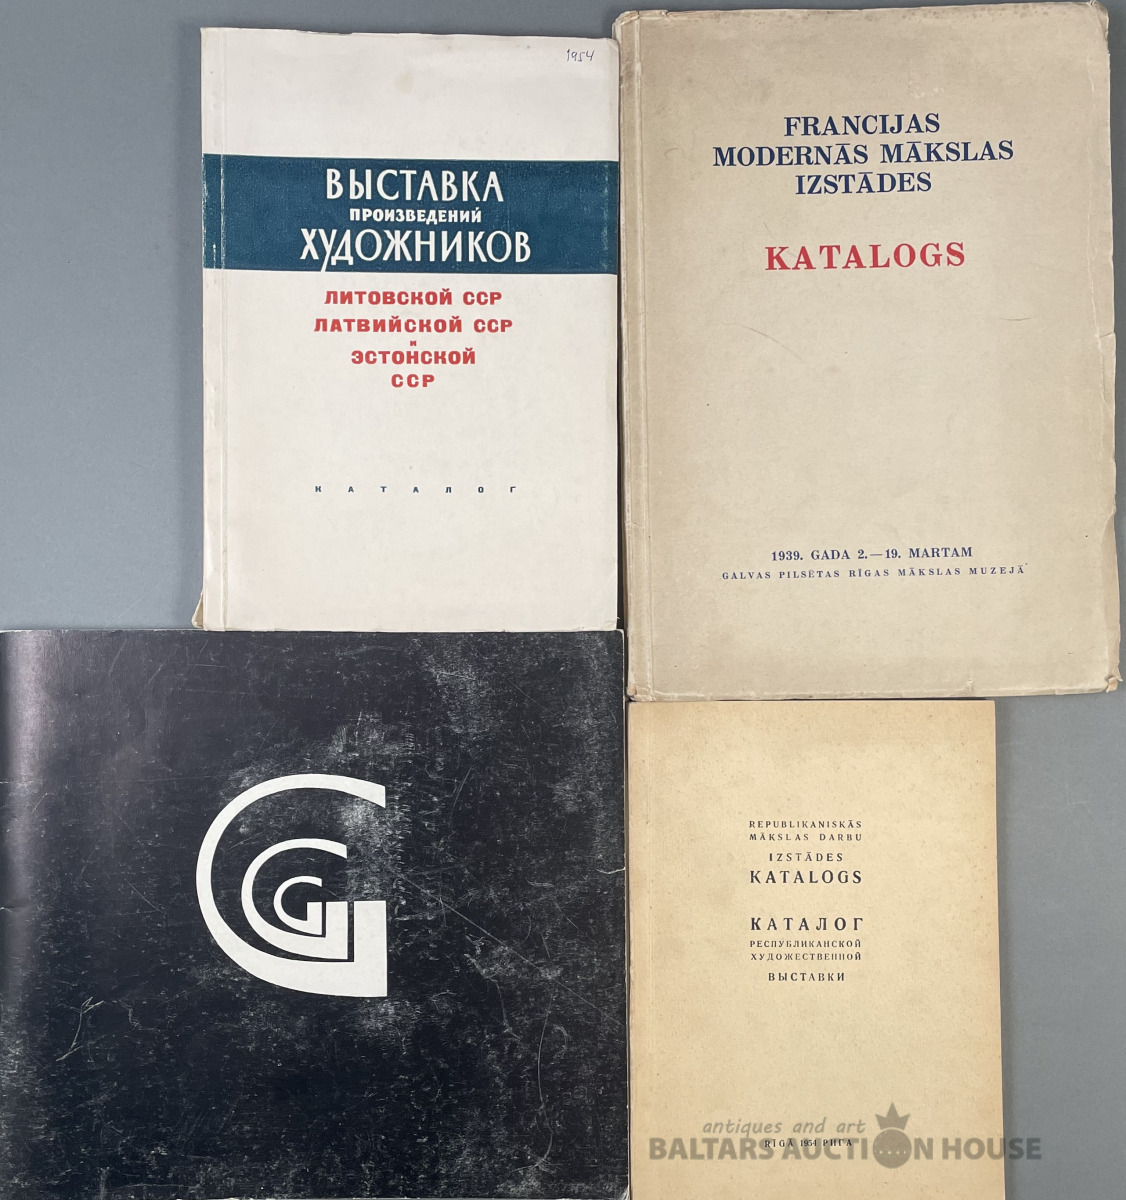 1954
ВЫСТАВКА
ПРОИЗВЕДЕНИЙ
ХУДОЖНИКОВ
ЛИТОВСКОЙ ССР
ЛАТВИЙСКОЙ ССР
И
ЭСТОНСКОЙ
ССР
КАТАЛОГ
FRANCIJAS
MODERNĀS MĀKSLAS
IZSTĀDES
KATALOGS
1939. GADA 2.—19. MARTAM
GALVAS PILSĒTAS RĪGAS MĀKSLAS MUZEJĀ
G
G
G
REPUBLIKANISKĀS
MĀKSLAS DARBU
IZSTĀDES
KATALOGS
КАТАЛОГ
РЕСПУБЛИКАНСКОЙ
ХУДОЖЕСТВЕННОЙ
ВЫСТАВКИ
RĪGĀ 1954 РИГА
antiques and art
BALTARS AUCTION HOUSE